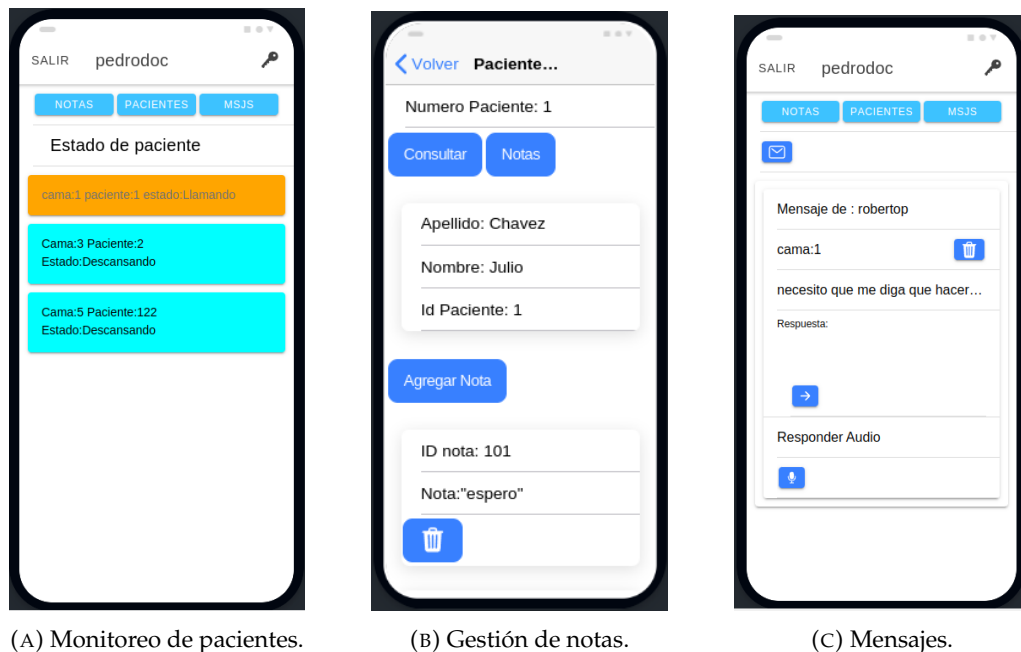 SALIR pedrodoc
NOTAS PACIENTES MSJS
Estado de paciente
cama:1 paciente:1 estado:Llamando
Cama:3 Paciente:2
Estado:Descansando
Cama:5 Paciente:122
Estado:Descansando
(A) Monitoreo de pacientes.
Volver Paciente...
Numero Paciente: 1
Consultar Notas
Apellido: Chavez
Nombre: Julio
Id Paciente: 1
Agregar Nota
ID nota: 101
Nota:"espero"
(B) Gestión de notas.
SALIR pedrodoc
NOTAS PACIENTES MSJS
Mensaje de : robertop
cama:1
necesito que me diga que hacer...
Respuesta:
Responder Audio
(C) Mensajes.